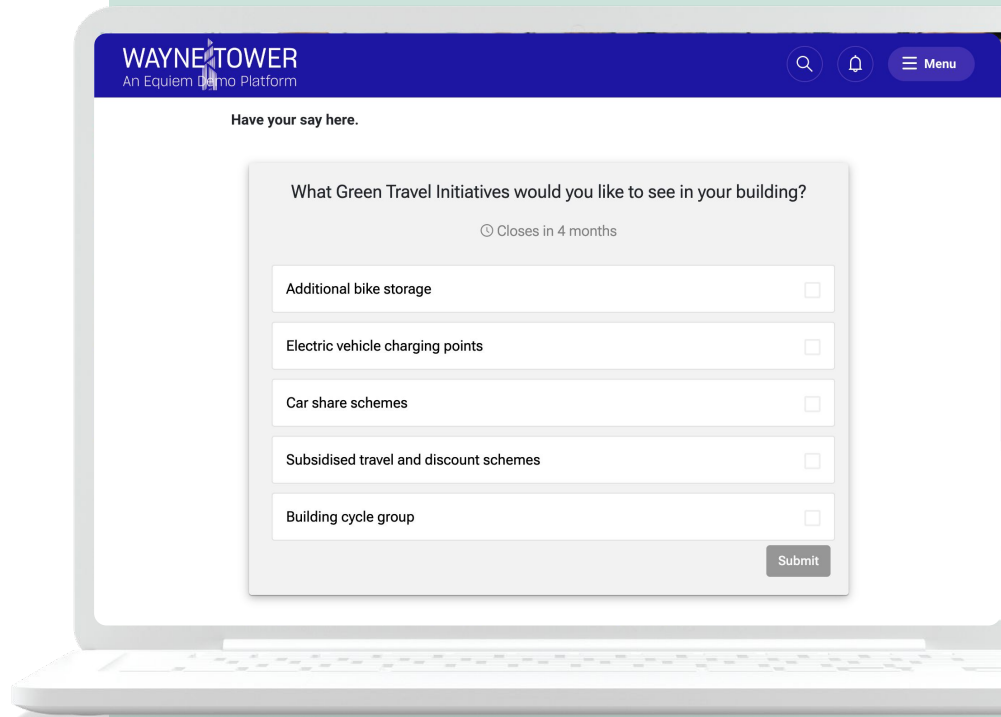 WAYNE TOWER
An Equiem Demo Platform
Menu
Have your say here.
What Green Travel Initiatives would you like to see in your building?
Closes in 4 months
Additional bike storage
Electric vehicle charging points
Car share schemes
Subsidised travel and discount schemes
Building cycle group
Submit